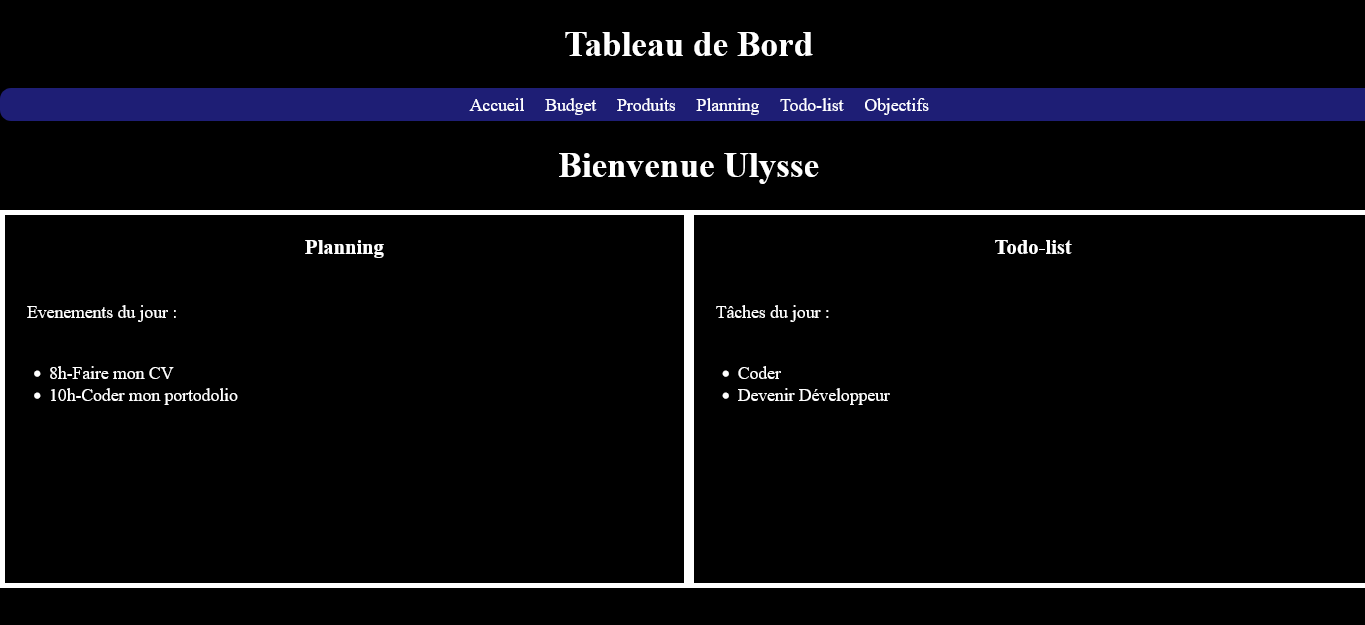 Tableau de Bord
Accueil Budget Produits Planning Todo-list Objectifs
Bienvenue Ulysse
Planning
Evenements du jour :
8h-Faire mon CV
10h-Coder mon portodolio
Todo-list
Tâches du jour :
Coder
Devenir Développeur